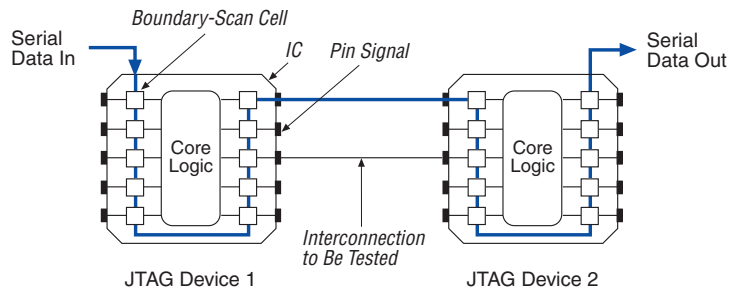 Boundary-Scan Cell
Serial
Data In
IC
Pin Signal
Serial
Data Out
Core
Logic
Core
Logic
Interconnection
to Be Tested
JTAG Device 1
JTAG Device 2